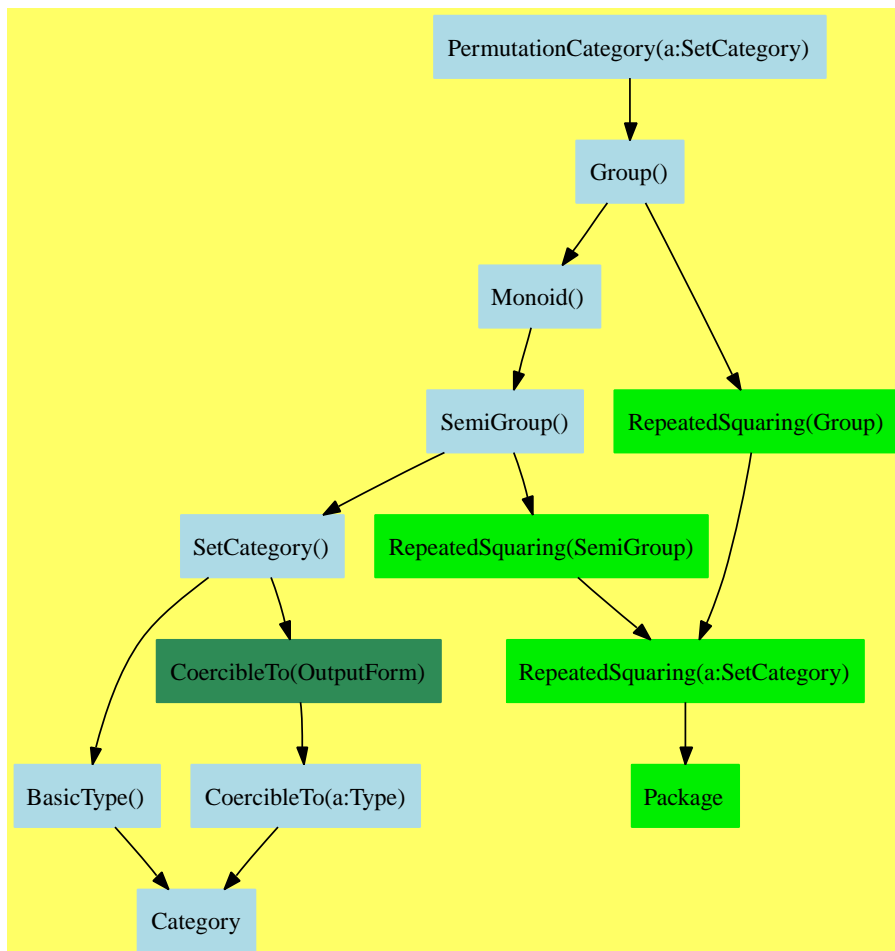 PermutationCategory(a:SetCategory)
Group()
Monoid()
SemiGroup()
RepeatedSquaring(Group)
SetCategory()
RepeatedSquaring(SemiGroup)
CoercibleTo(OutputForm)
RepeatedSquaring(a:SetCategory)
BasicType()
CoercibleTo(a:Type)
Package
Category